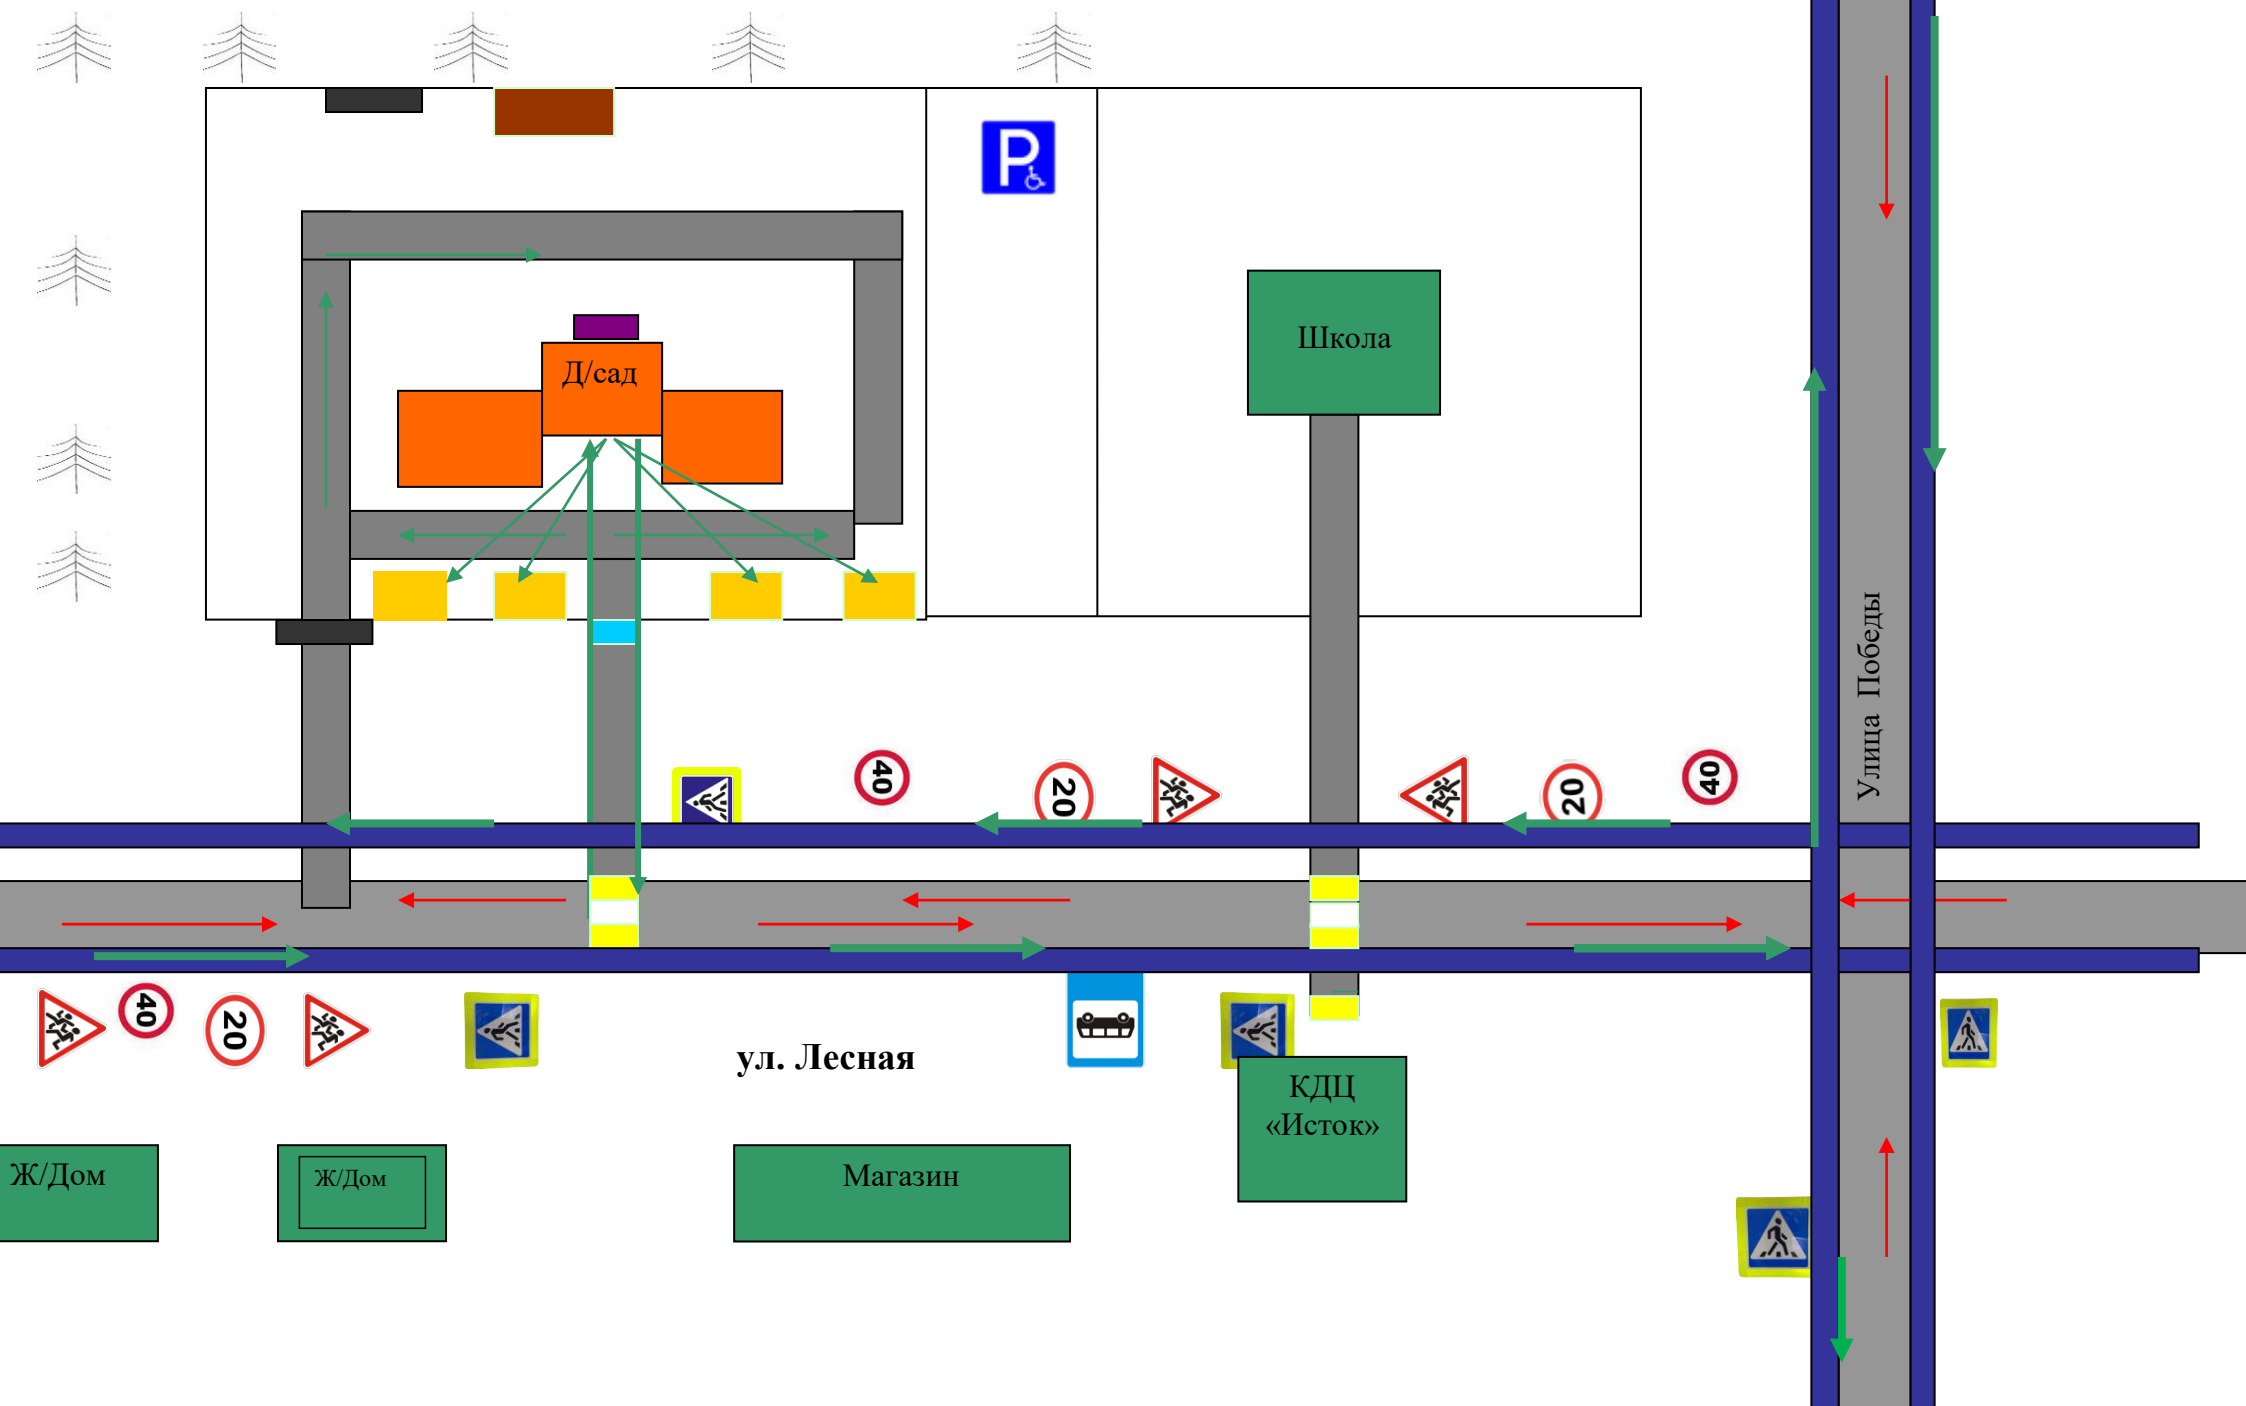 P
Школа
Д/сад
Улица Победы
40
20
20
40
40
20
ул. Лесная
КДЦ
«Исток»
Ж/Дом
Ж/Дом
Магазин